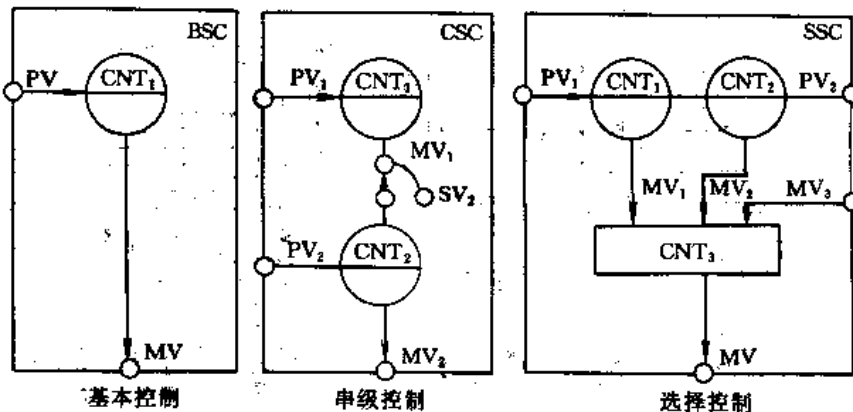 BSC
PV
CNT₁
MV
基本控制
CSC
PV₁
CNT₁
MV₁
SV₂
PV₂
CNT₂
MV₂
串级控制
SSC
PV₁
CNT₁
CNT₂
PV₂
MV₁
MV₂
MV₃
CNT₃
MV
选择控制